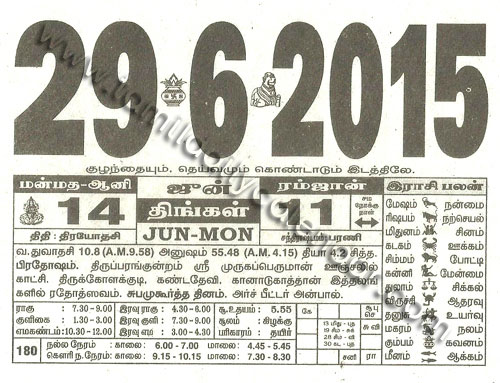 29 6 2015
www.tamildailycalendar.com
குழந்தையும், தெய்வமும் கொண்டாடும் இடத்திலே.
மன்மத-ஆனி ஜுன் ரம்ஜான் சம நோக்கு நாள் இராசி பலன்
14 திங்கள் 11
திதி : திரயோதசி JUN-MON சந்திராஷ்டமம் பரணி
மேஷம் நன்மை
ரிஷபம் நற்செயல்
மிதுனம் சினம்
கடகம் ஊக்கம்
சிம்மம் போட்டி
கன்னி சிக்கல்
துலாம் ஆதரவு
தனுசு உயர்வு
மகரம் நலம்
கும்பம் கவனம்
மீனம் ஆக்கம்
வ.துவாதசி 10.8 (A.M.9.58) அனுஷம் 55.48 (A.M. 4.15) தியா 4.2 சித்த.
பிரதோஷம். திருப்பரங்குன்றம் ஸ்ரீ முருகப்பெருமான் ஊஞ்சல்
காட்சி. திருக்கோளக்குடி, கண்டதேவி, கானாடுகாத்தான் இத்தலங்
களில் ரதோத்ஸவம். சுபமுகூர்த்த தினம். அர்ச் பீட்டர் அன்பால்.
ராகு : 7.30 - 9.00 இரவு ராகு : 4.30-6.00 சூ.உதயம் : 5.55
குளிகை : 1.30 - 3.00 இரவு குளி : 7.30-9.00 சூலம் : கிழக்கு
எமகண்டம் : 10.30-12.00 இரவு எம : 3.00-4.30 பரிகாரம் : தயிர்
180 நல்ல நேரம் : காலை: 6.00 - 7.00 மாலை: 4.45 - 5.45
கௌரி ந.நேரம் : காலை: 9.15 - 10.15 மாலை: 7.30 - 8.30
கே சு வி
சனி ரா